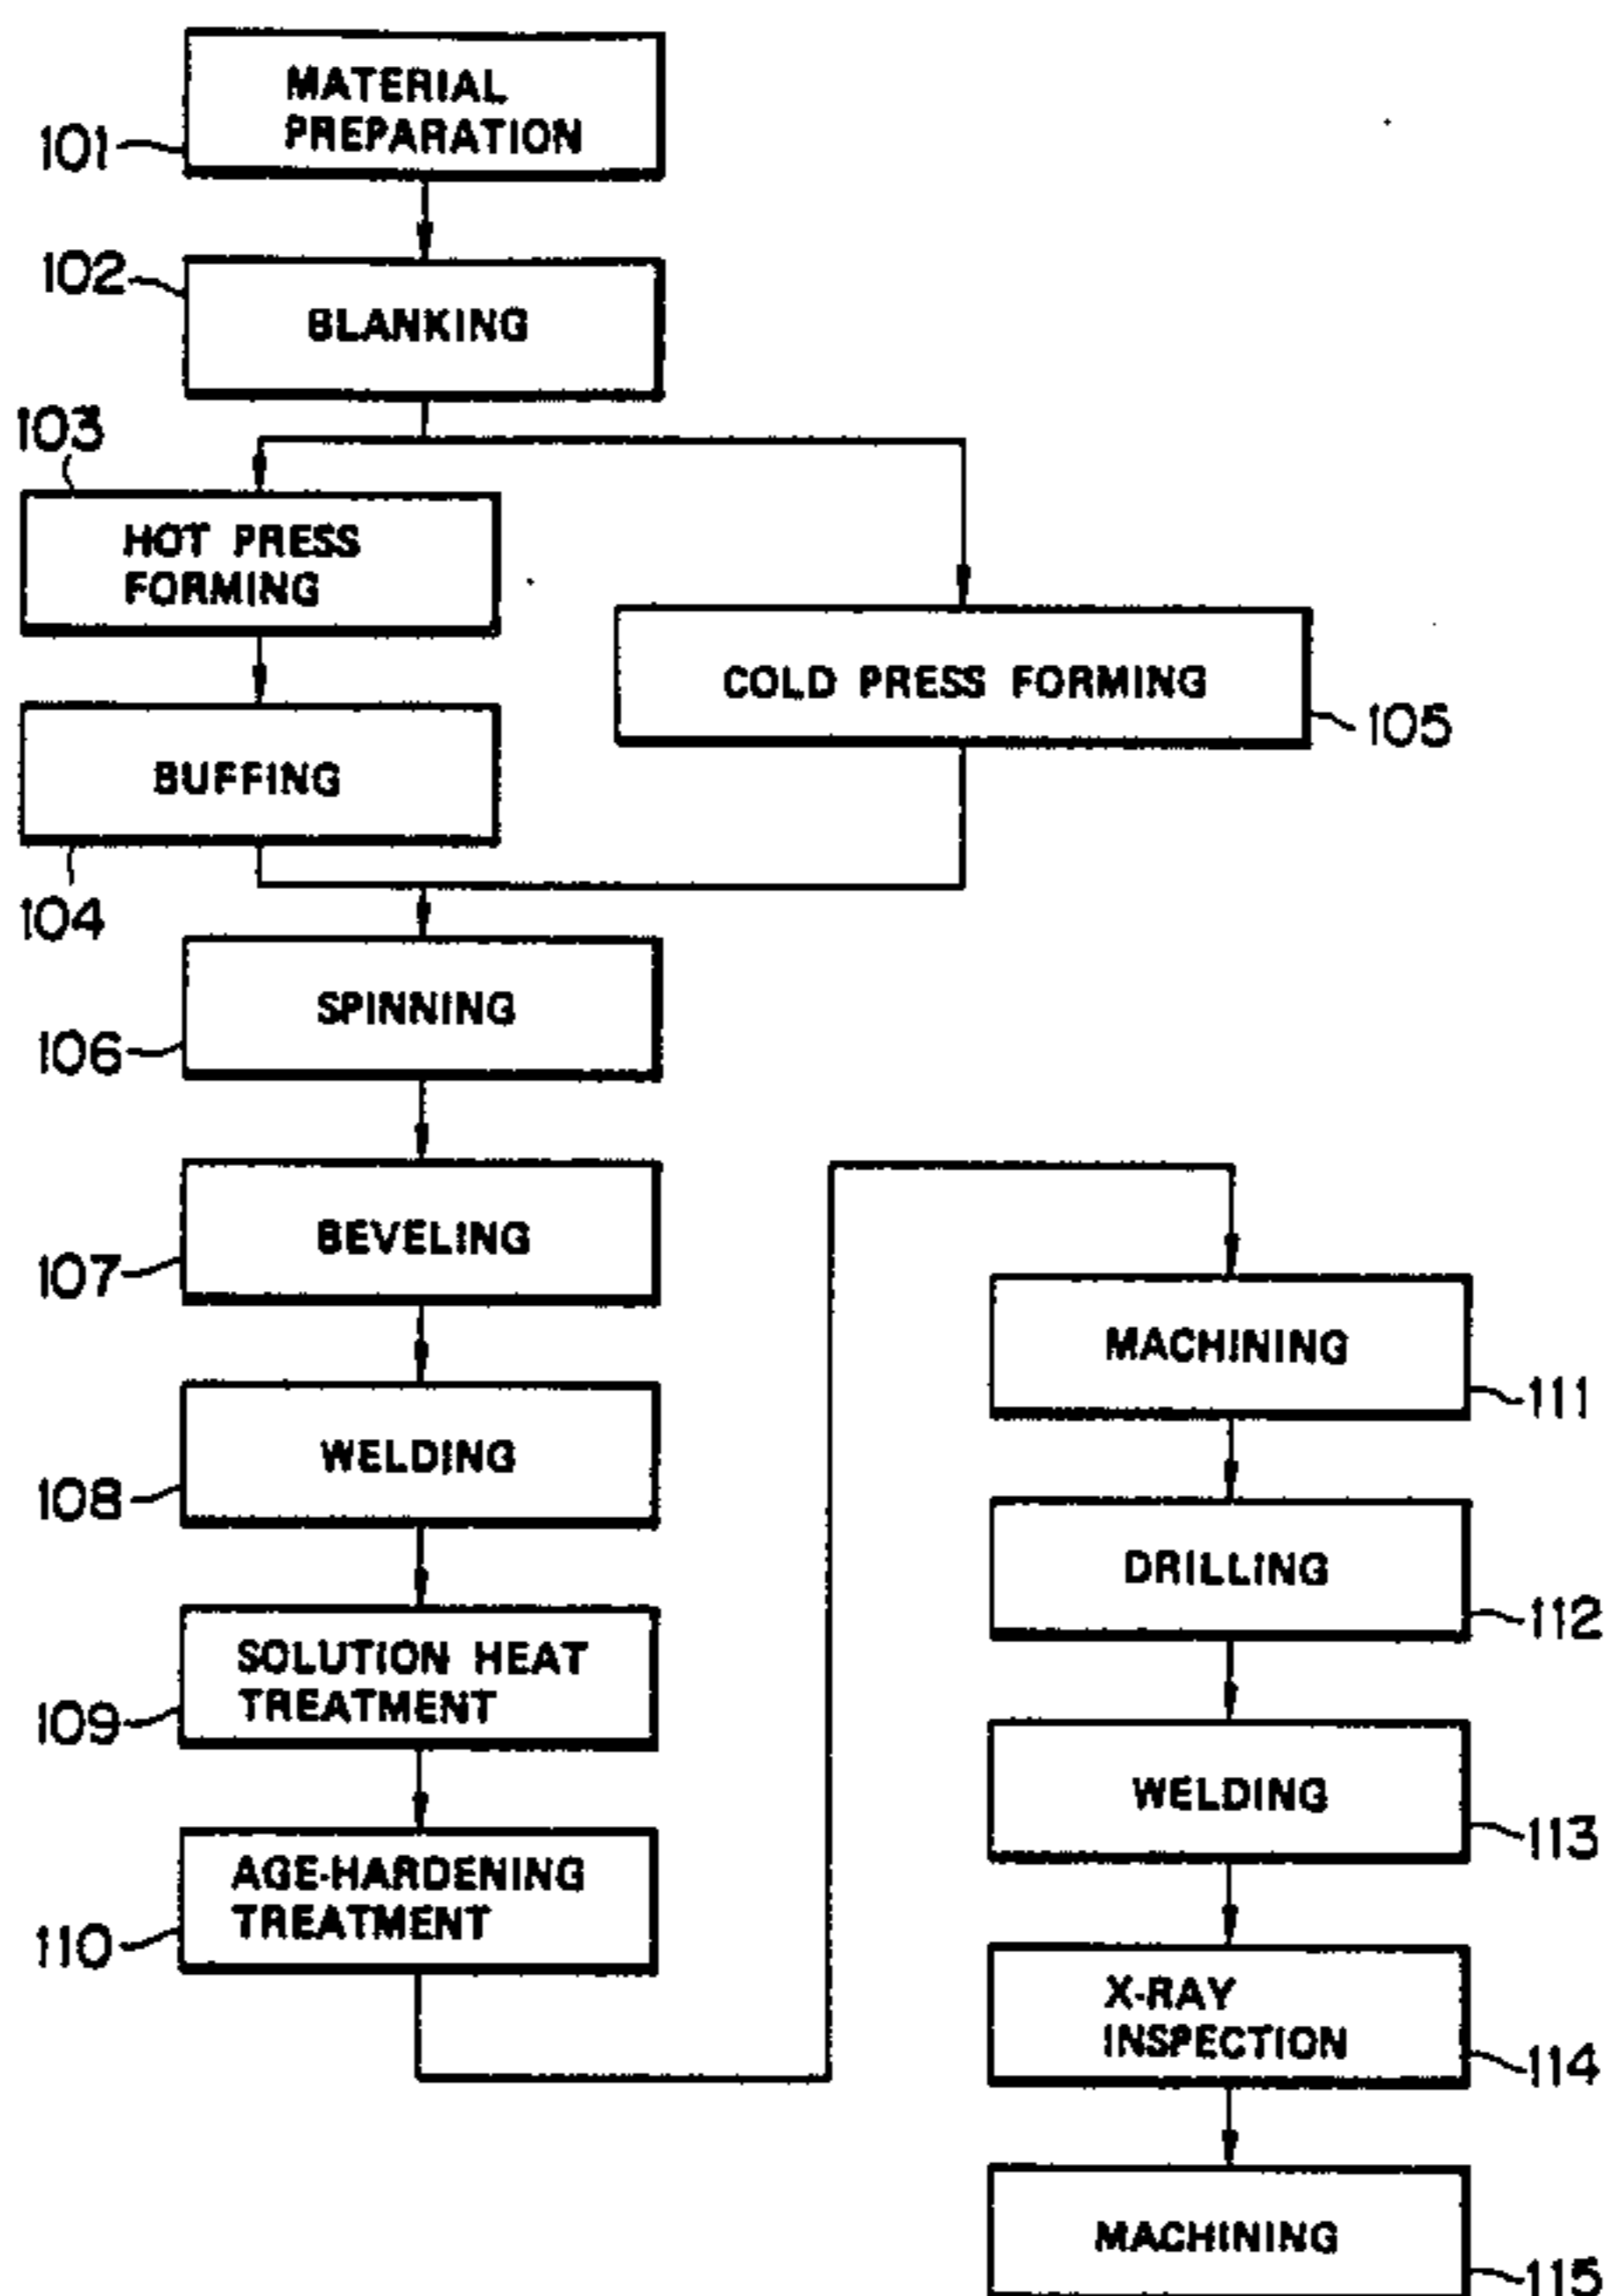 MATERIAL
PREPARATION
101
102
BLANKING
103
HOT PRESS
FORMING
COLD PRESS FORMING
105
BUFFING
104
SPINNING
106
BEVELING
107
WELDING
108
SOLUTION HEAT
TREATMENT
109
AGE-HARDENING
TREATMENT
110
MACHINING
111
DRILLING
112
WELDING
113
X-RAY
INSPECTION
114
MACHINING
115